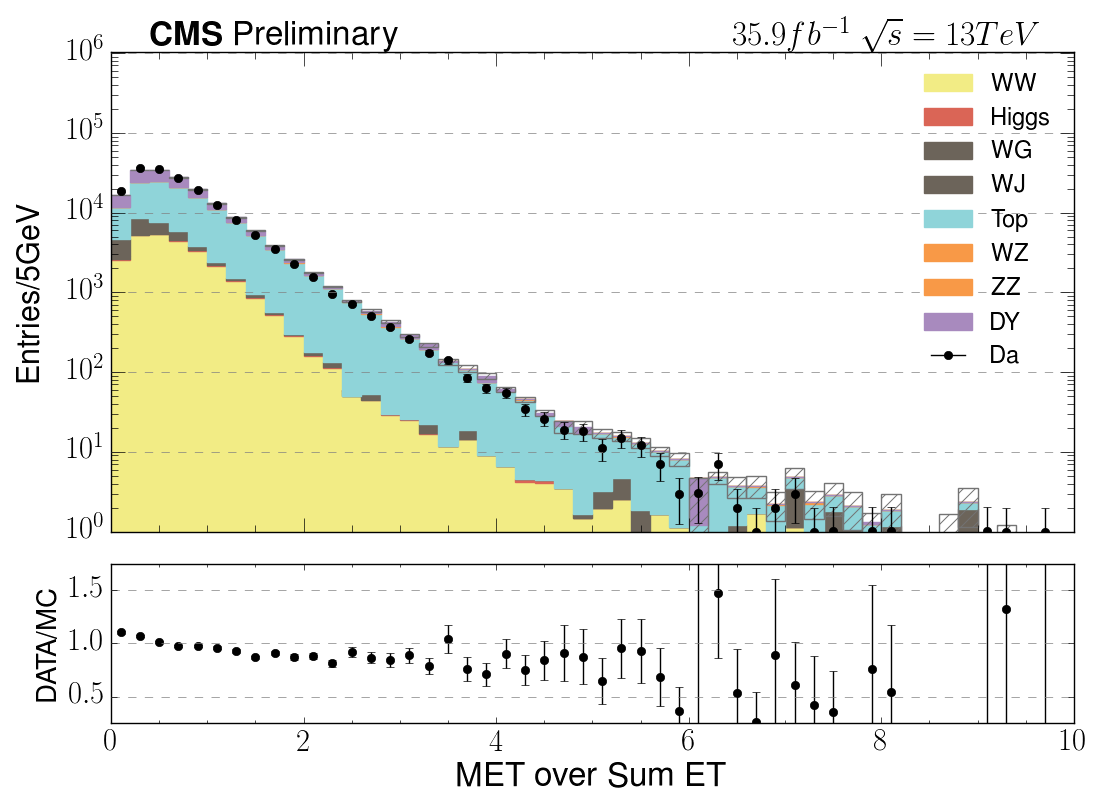 CMS Preliminary 35.9fb⁻¹ √s = 13TeV
10⁶
10⁵
10⁴
10³
10²
10¹
10⁰
Entries/5GeV
WW
Higgs
WG
WJ
Top
WZ
ZZ
DY
Da
1.5
1.0
0.5
DATA/MC
0 2 4 6 8 10
MET over Sum ET